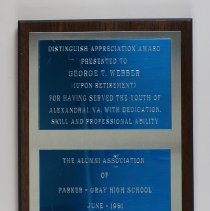 DISTINGUISH APPRECIATION AWARD
PRESENTED TO
GEORGE T. WEBBER
(UPON RETIREMENT)
FOR HAVING SERVED THE YOUTH OF
ALEXANDRAI VA. WITH DEDICATION,
SKILL AND PROFESSIONAL ABILITY
THE ALUMNI ASSOCIATION
OF
PARKER - GRAY HIGH SCHOOL
JUNE - 1981